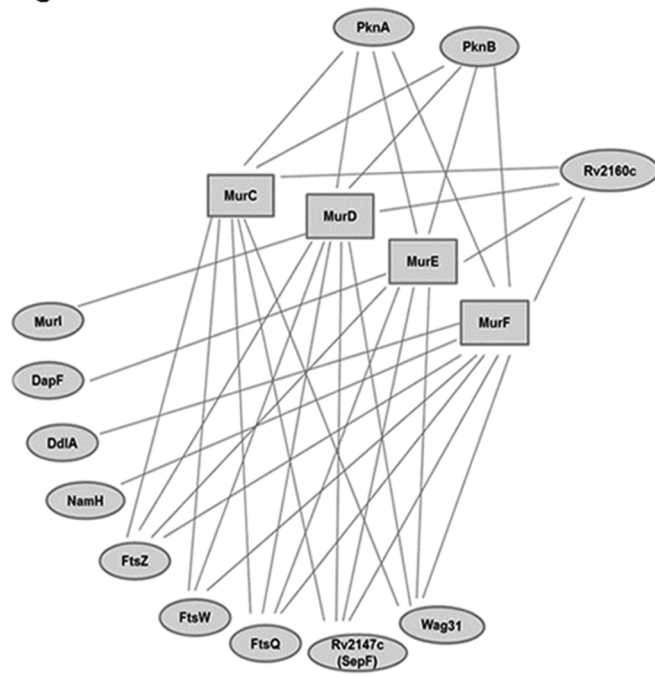 PknA
PknB
Rv2160c
MurC
MurD
MurE
MurF
MurI
DapF
DdlA
NamH
FtsZ
FtsW
FtsQ
Rv2147c
(SepF)
Wag31